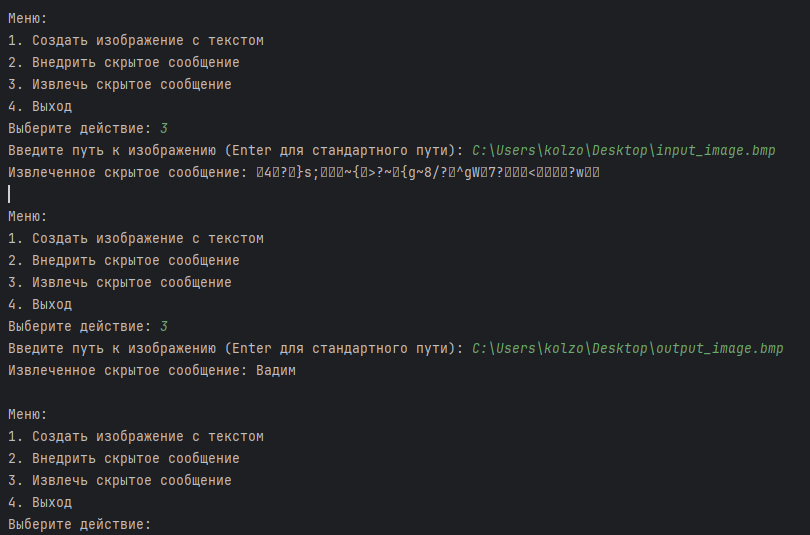 Меню:
1. Создать изображение с текстом
2. Внедрить скрытое сообщение
3. Извлечь скрытое сообщение
4. Выход
Выберите действие: 3
Введите путь к изображению (Enter для стандартного пути): C:\Users\kolzo\Desktop\input_image.bmp
Извлеченное скрытое сообщение: ▯4▯?▯}s;▯▯▯~{▯>?~▯{g~8/?▯^gW▯7?▯▯▯<▯▯▯▯?w▯▯
Меню:
1. Создать изображение с текстом
2. Внедрить скрытое сообщение
3. Извлечь скрытое сообщение
4. Выход
Выберите действие: 3
Введите путь к изображению (Enter для стандартного пути): C:\Users\kolzo\Desktop\output_image.bmp
Извлеченное скрытое сообщение: Вадим
Меню:
1. Создать изображение с текстом
2. Внедрить скрытое сообщение
3. Извлечь скрытое сообщение
4. Выход
Выберите действие: